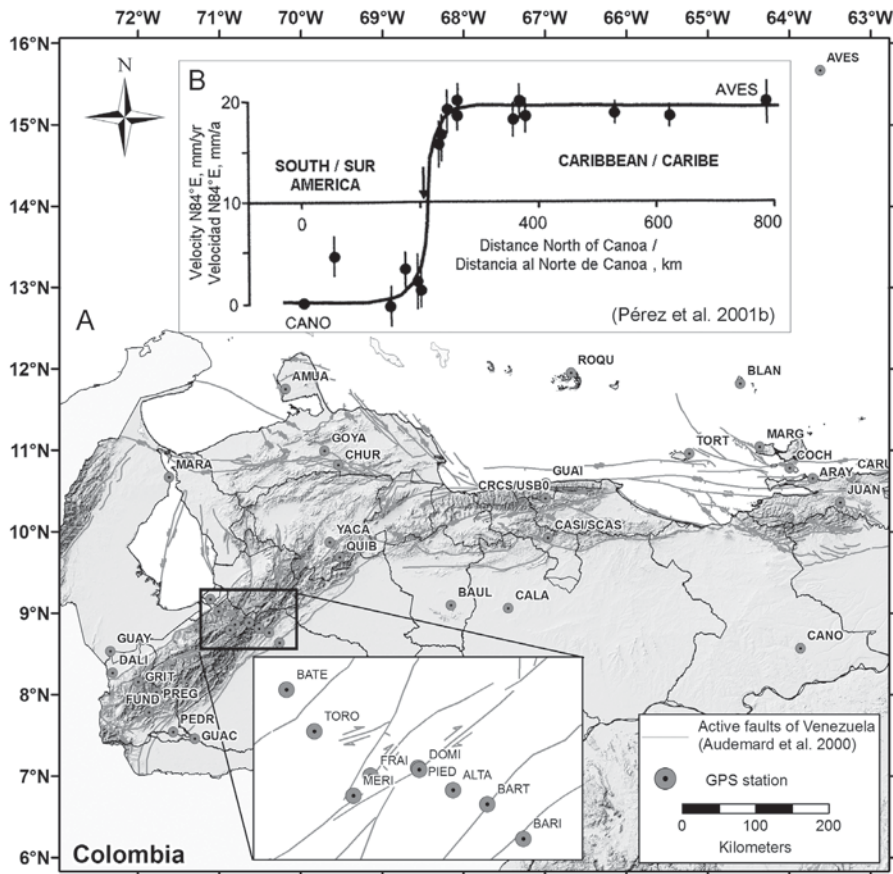 72°W 71°W 70°W 69°W 68°W 67°W 66°W 65°W 64°W 63°W
16°N
15°N
14°N
13°N
12°N
11°N
10°N
9°N
8°N
7°N
6°N
N
AVES
B
AVES
20
10
0
Velocity N84°E, mm/yr
Velocidad N84°E, mm/a
SOUTH / SUR
AMERICA
CARIBBEAN / CARIBE
0 400 600 800
Distance North of Canoa /
Distancia al Norte de Canoa , km
CANO
(Pérez et al. 2001b)
A
ROQU
BLAN
AMUA
GOYA
CHUR
MARA
TORT
MARG
COCH
CARU
GUAI
ARAY
CRCS/USB0
JUAN
YACA
QUIB
CASI/SCAS
BAUL
CALA
CANO
GUAY
DALI
GRIT
FUND
PREG
PEDR
GUAC
BATE
TORO
FRAI
DOMI
MERI
PIED
ALTA
BART
BARI
Active faults of Venezuela
(Audemard et al. 2000)
GPS station
0 100 200
Kilometers
Colombia